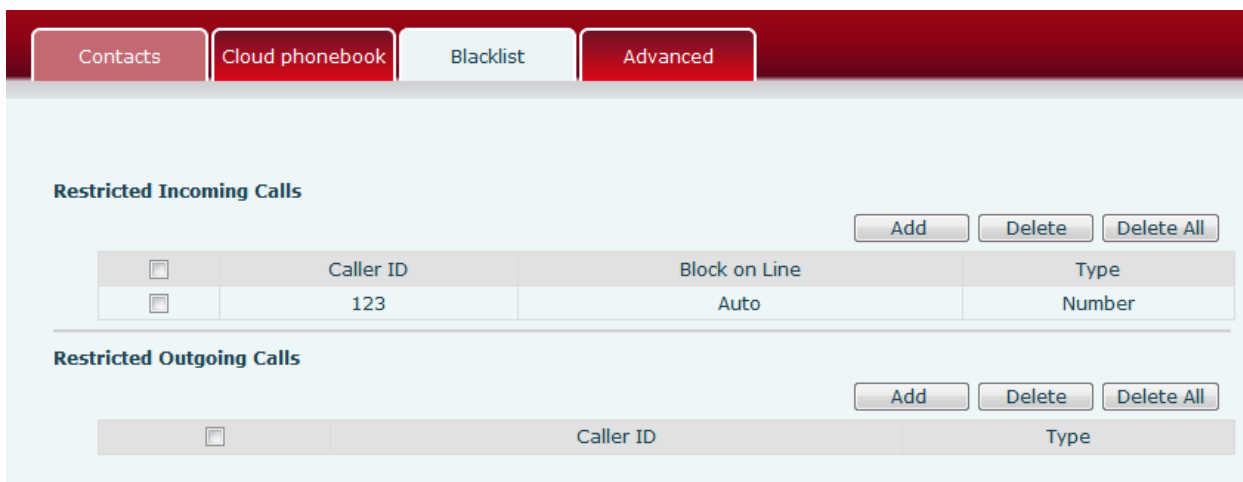 Contacts Cloud phonebook Blacklist Advanced
Restricted Incoming Calls
Add Delete Delete All
Caller ID Block on Line Type
123 Auto Number
Restricted Outgoing Calls
Add Delete Delete All
Caller ID Type